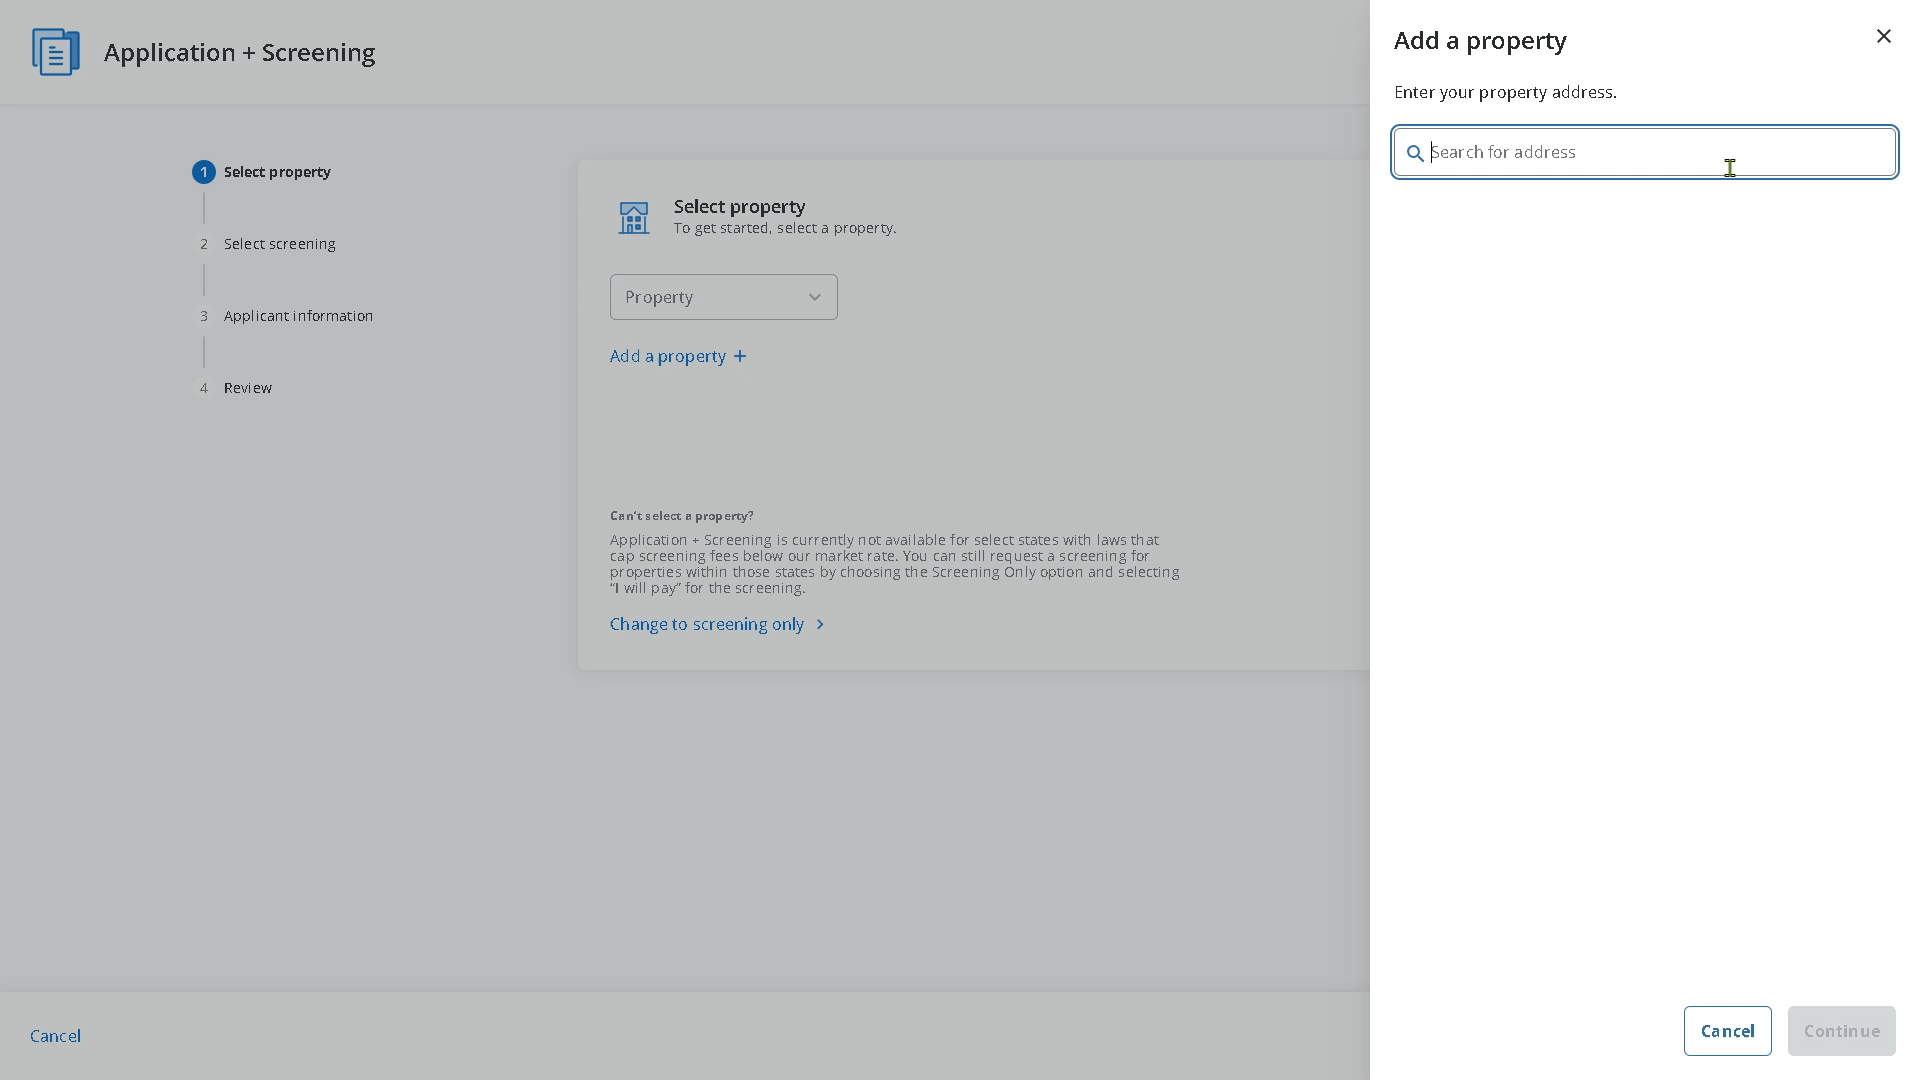 Application + Screening
1 Select property
2 Select screening
3 Applicant information
4 Review
Select property
To get started, select a property.
Property
Add a property +
Can't select a property?
Application + Screening is currently not available for select states with laws that
cap screening fees below our market rate. You can still request a screening for
properties within those states by choosing the Screening Only option and selecting
“I will pay” for the screening.
Change to screening only
Cancel
Add a property
Enter your property address.
Search for address
Cancel
Continue